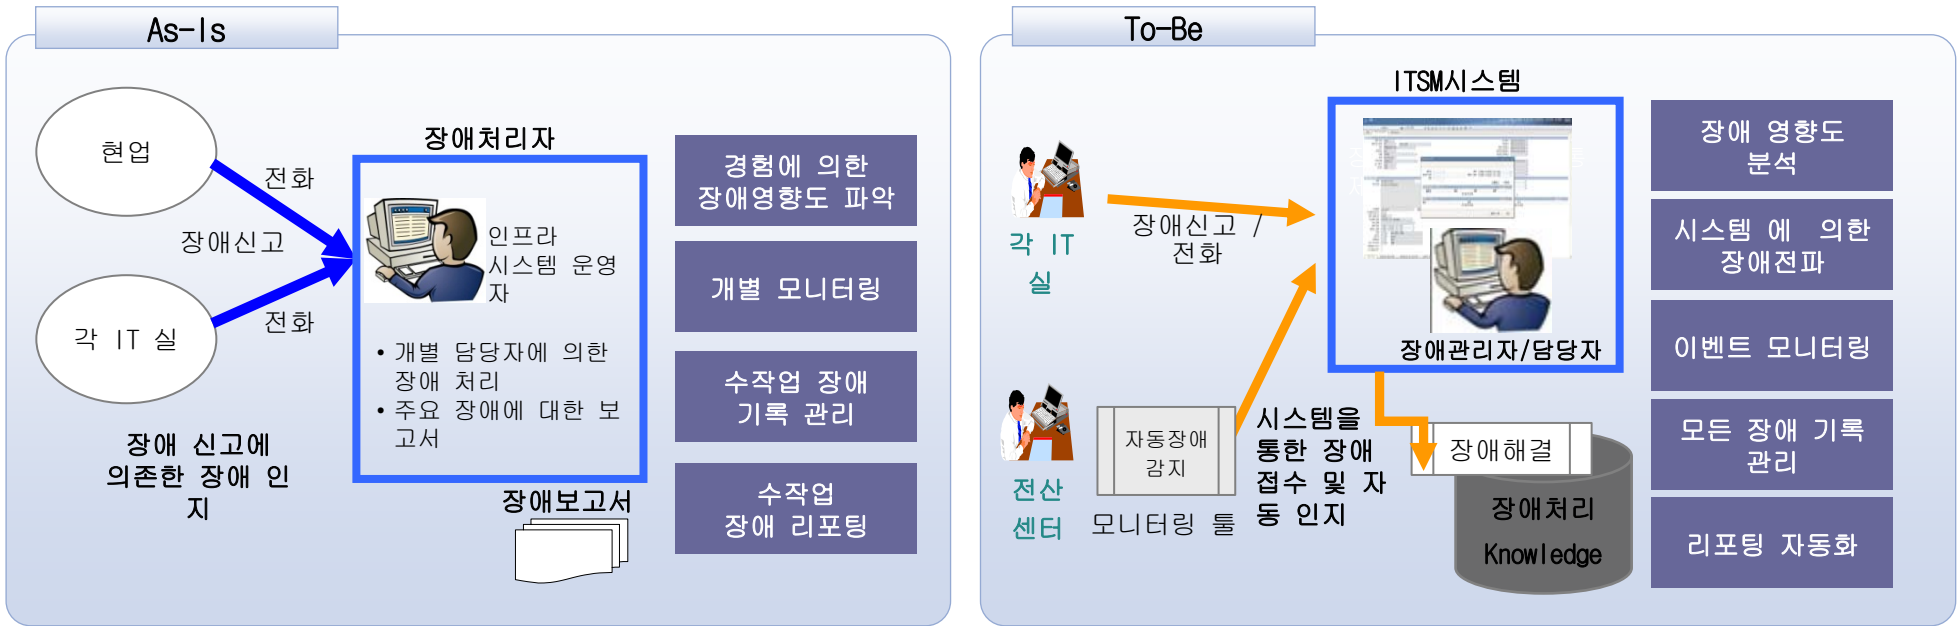 As-Is
현업
전화
장애신고
각 IT 실
전화
장애 신고에
의존한 장애 인
지
장애처리자
인프라
시스템 운영
자
• 개별 담당자에 의한
장애 처리
• 주요 장애에 대한 보
고서
장애보고서
경험에 의한
장애영향도 파악
개별 모니터링
수작업 장애
기록 관리
수작업
장애 리포팅
To-Be
ITSM시스템
각 IT
실
장애신고 /
전화
장애관리자/담당자
전산
센터
자동장애
감지
모니터링 툴
시스템을
통한 장애
접수 및 자
동 인지
장애해결
장애처리
Knowledge
장애 영향도
분석
시스템 에 의한
장애전파
이벤트 모니터링
모든 장애 기록
관리
리포팅 자동화